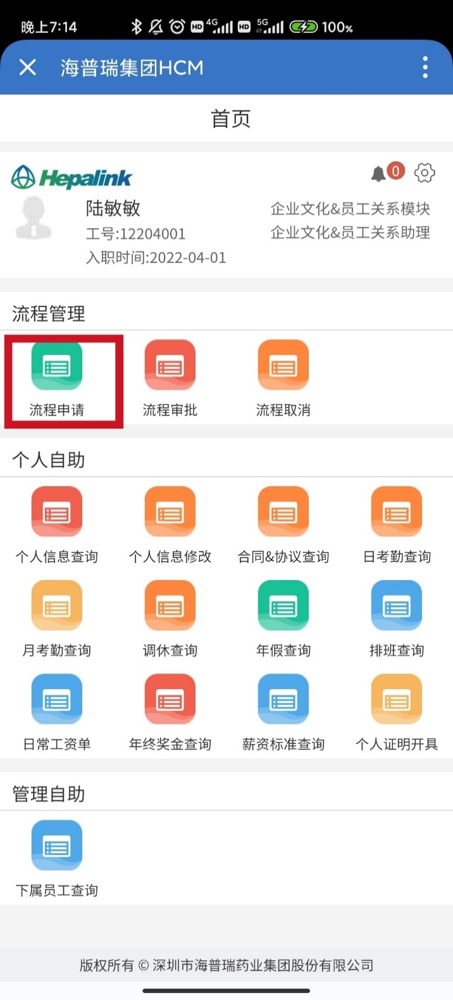 晚上7:14 HD 4G HD 5G 100%
海普瑞集团HCM
首页
Hepalink
0
陆敏敏
企业文化&员工关系模块
工号:12204001
企业文化&员工关系助理
入职时间:2022-04-01
流程管理
流程申请 流程审批 流程取消
个人自助
个人信息查询 个人信息修改 合同&协议查询 日考勤查询
月考勤查询 调休查询 年假查询 排班查询
日常工资单 年终奖金查询 薪资标准查询 个人证明开具
管理自助
下属员工查询
版权所有 © 深圳市海普瑞药业集团股份有限公司